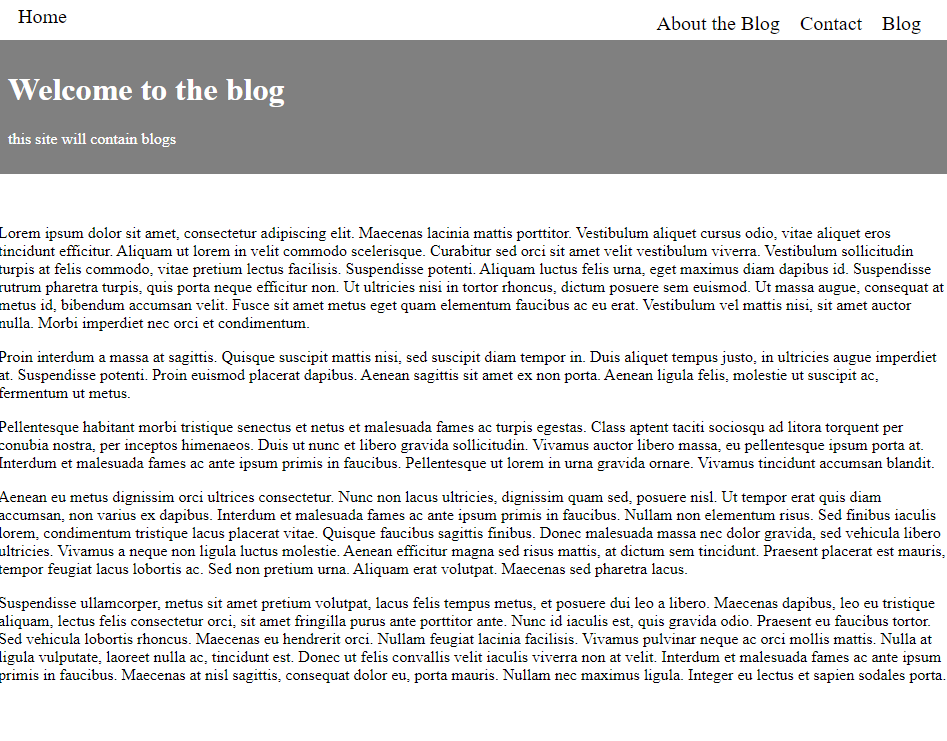 Home
About the Blog Contact Blog
Welcome to the blog
this site will contain blogs
Lorem ipsum dolor sit amet, consectetur adipiscing elit. Maecenas lacinia mattis porttitor. Vestibulum aliquet cursus odio, vitae aliquet eros
tincidunt efficitur. Aliquam ut lorem in velit commodo scelerisque. Curabitur sed orci sit amet velit vestibulum viverra. Vestibulum sollicitudin
turpis at felis commodo, vitae pretium lectus facilisis. Suspendisse potenti. Aliquam luctus felis urna, eget maximus diam dapibus id. Suspendisse
rutrum pharetra turpis, quis porta neque efficitur non. Ut ultricies nisi in tortor rhoncus, dictum posuere sem euismod. Ut massa augue, consequat at
metus id, bibendum accumsan velit. Fusce sit amet metus eget quam elementum faucibus ac eu erat. Vestibulum vel mattis nisi, sit amet auctor
nulla. Morbi imperdiet nec orci et condimentum.
Proin interdum a massa at sagittis. Quisque suscipit mattis nisi, sed suscipit diam tempor in. Duis aliquet tempus justo, in ultricies augue imperdiet
at. Suspendisse potenti. Proin euismod placerat dapibus. Aenean sagittis sit amet ex non porta. Aenean ligula felis, molestie ut suscipit ac,
fermentum ut metus.
Pellentesque habitant morbi tristique senectus et netus et malesuada fames ac turpis egestas. Class aptent taciti sociosqu ad litora torquent per
conubia nostra, per inceptos himenaeos. Duis ut nunc et libero gravida sollicitudin. Vivamus auctor libero massa, eu pellentesque ipsum porta at.
Interdum et malesuada fames ac ante ipsum primis in faucibus. Pellentesque ut lorem in urna gravida ornare. Vivamus tincidunt accumsan blandit.
Aenean eu metus dignissim orci ultrices consectetur. Nunc non lacus ultricies, dignissim quam sed, posuere nisl. Ut tempor erat quis diam
accumsan, non varius ex dapibus. Interdum et malesuada fames ac ante ipsum primis in faucibus. Nullam non elementum risus. Sed finibus iaculis
lorem, condimentum tristique lacus placerat vitae. Quisque faucibus sagittis finibus. Donec malesuada massa nec dolor gravida, sed vehicula libero
ultricies. Vivamus a neque non ligula luctus molestie. Aenean efficitur magna sed risus mattis, at dictum sem tincidunt. Praesent placerat est mauris,
tempor feugiat lacus lobortis ac. Sed non pretium urna. Aliquam erat volutpat. Maecenas sed pharetra lacus.
Suspendisse ullamcorper, metus sit amet pretium volutpat, lacus felis tempus metus, et posuere dui leo a libero. Maecenas dapibus, leo eu tristique
aliquam, lectus felis consectetur orci, sit amet fringilla purus ante porttitor ante. Nunc id iaculis est, quis gravida odio. Praesent eu faucibus tortor.
Sed vehicula lobortis rhoncus. Maecenas eu hendrerit orci. Nullam feugiat lacinia facilisis. Vivamus pulvinar neque ac orci mollis mattis. Nulla at
ligula vulputate, laoreet nulla ac, tincidunt est. Donec ut felis convallis velit iaculis viverra non at velit. Interdum et malesuada fames ac ante ipsum
primis in faucibus. Maecenas at nisl sagittis, consequat dolor eu, porta mauris. Nullam nec maximus ligula. Integer eu lectus et sapien sodales porta.